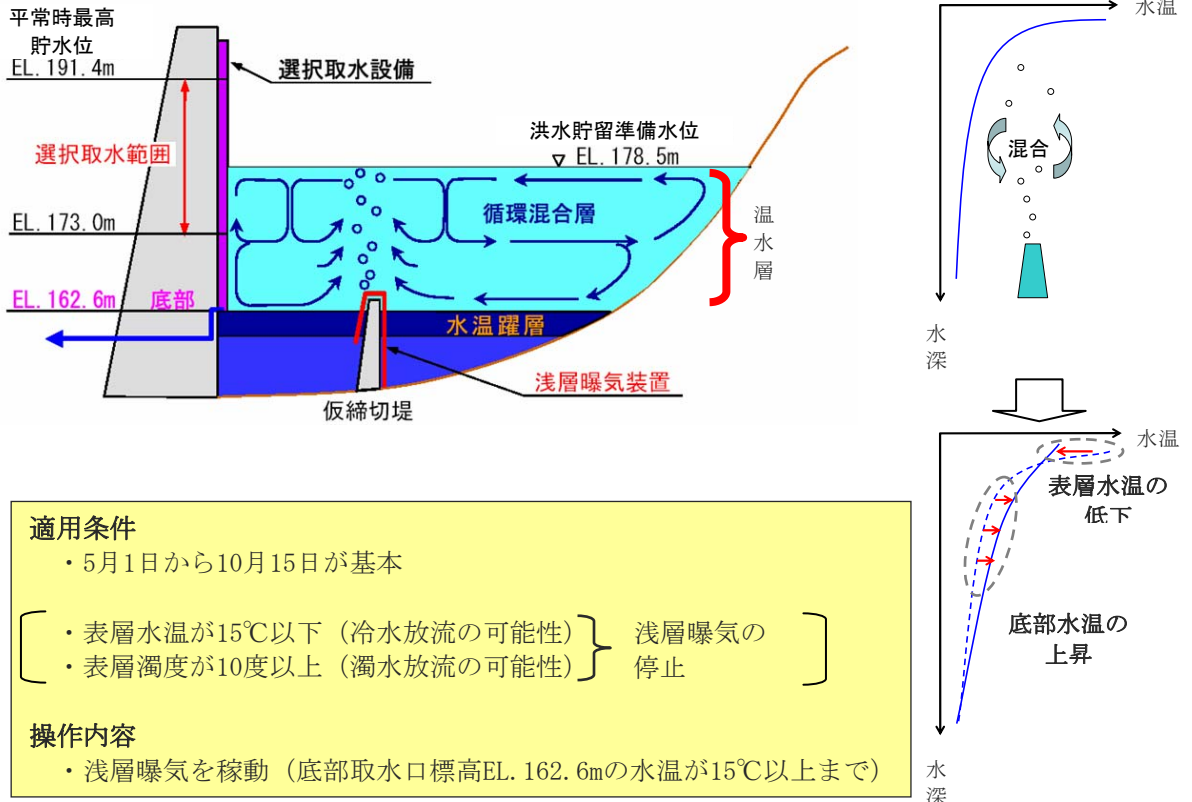 平常時最高
貯水位
EL.191.4m
選択取水設備
選択取水範囲
洪水貯留準備水位
▽ EL.178.5m
循環混合層
温
水
層
EL.173.0m
EL.162.6m 底部
水温躍層
浅層曝気装置
仮締切堤
水温
混合
水
深
水温
表層水温の
低下
底部水温の
上昇
水
深
適用条件
・5月1日から10月15日が基本
・表層水温が15℃以下（冷水放流の可能性） 浅層曝気の
・表層濁度が10度以上（濁水放流の可能性） 停止
操作内容
・浅層曝気を稼動（底部取水口標高EL.162.6mの水温が15℃以上まで）